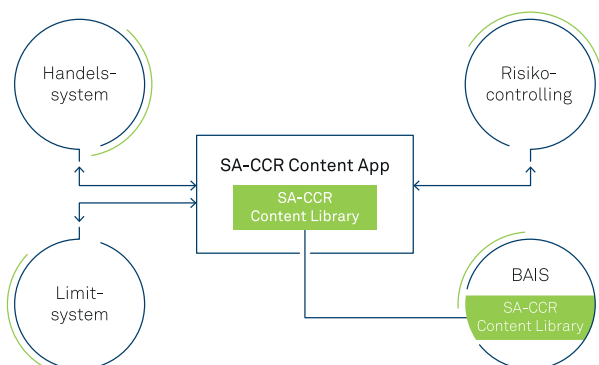 Handels-
system
Risiko-
controlling
SA-CCR Content App
SA-CCR
Content Library
Limit-
system
BAIS
SA-CCR
Content Library